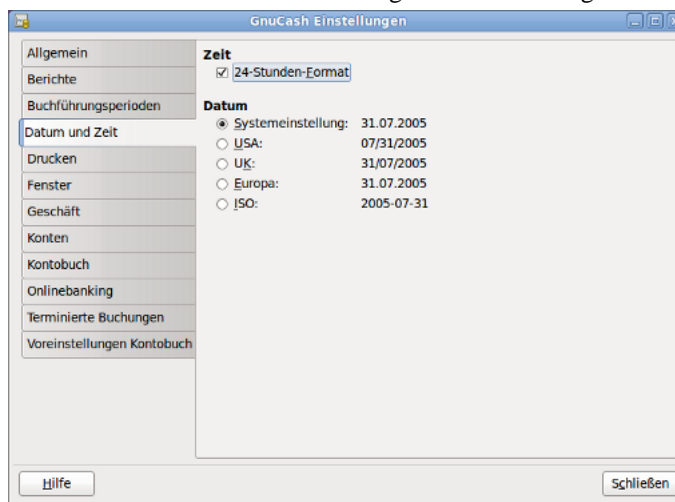 GnuCash Einstellungen
Allgemein
Berichte
Buchführungsperioden
Datum und Zeit
Drucken
Fenster
Geschäft
Konten
Kontobuch
Onlinebanking
Terminierte Buchungen
Voreinstellungen Kontobuch
Zeit
24-Stunden-Format
Datum
Systemeinstellung: 31.07.2005
USA: 07/31/2005
UK: 31/07/2005
Europa: 31.07.2005
ISO: 2005-07-31
Hilfe
Schließen